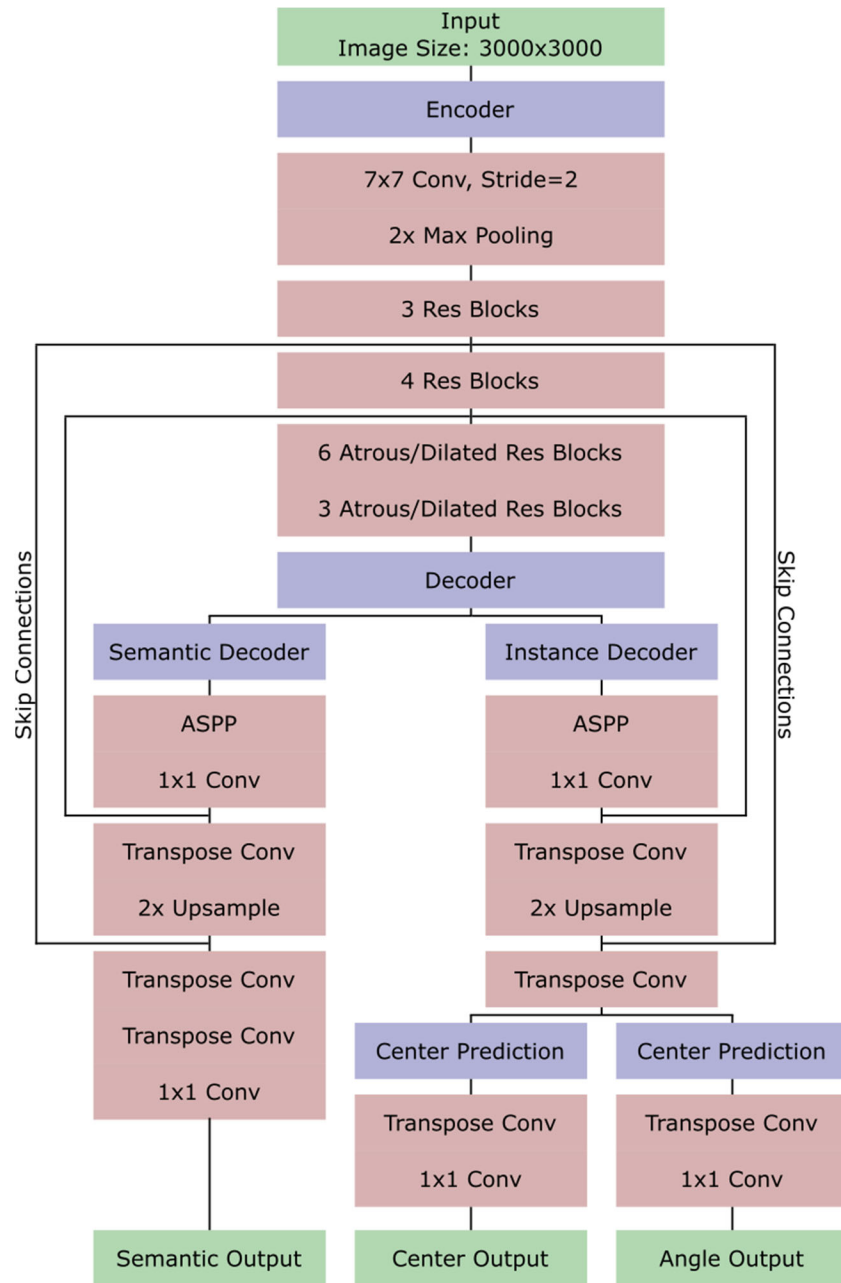 Input
Image Size: 3000x3000
Encoder
7x7 Conv, Stride=2
2x Max Pooling
3 Res Blocks
4 Res Blocks
6 Atrous/Dilated Res Blocks
3 Atrous/Dilated Res Blocks
Skip Connections
Skip Connections
Decoder
Semantic Decoder
Instance Decoder
ASPP
1x1 Conv
ASPP
1x1 Conv
Transpose Conv
2x Upsample
Transpose Conv
2x Upsample
Transpose Conv
Transpose Conv
1x1 Conv
Transpose Conv
Center Prediction
Center Prediction
Transpose Conv
1x1 Conv
Transpose Conv
1x1 Conv
Semantic Output
Center Output
Angle Output